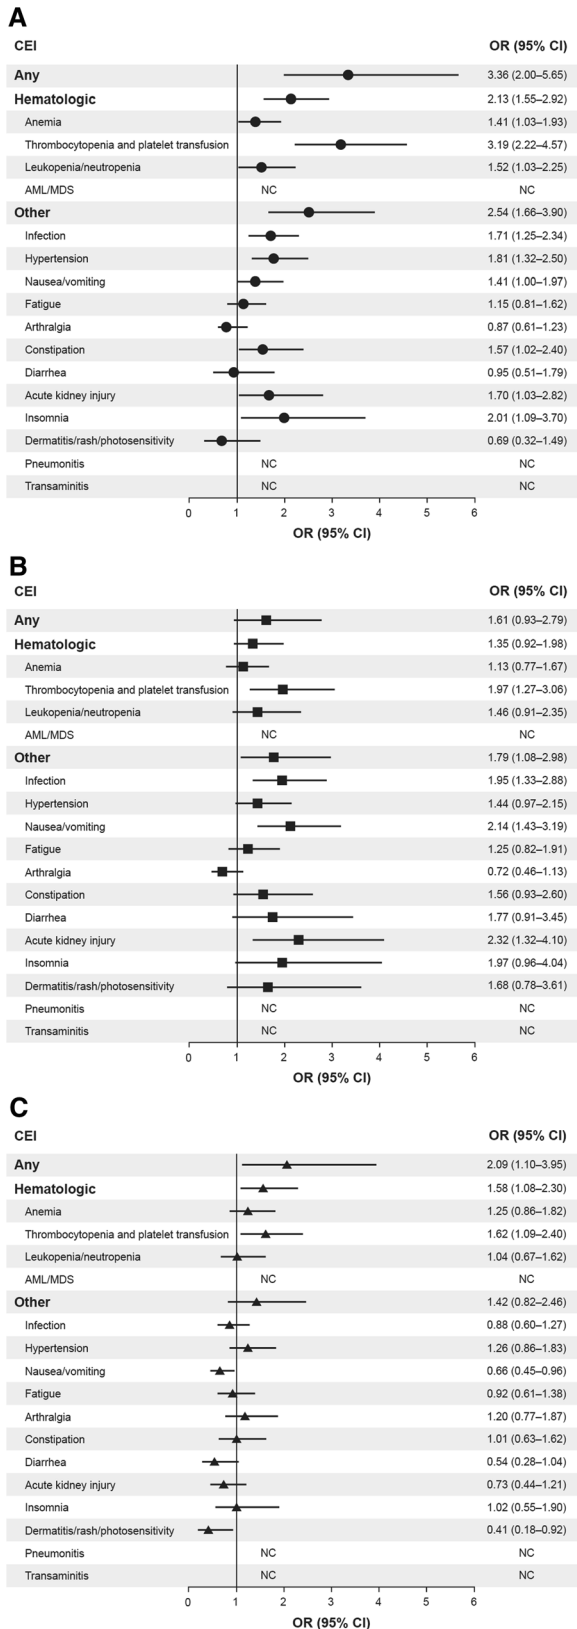 A
CEI OR (95% CI)
Any 3.36 (2.00–5.65)
Hematologic 2.13 (1.55–2.92)
Anemia 1.41 (1.03–1.93)
Thrombocytopenia and platelet transfusion 3.19 (2.22–4.57)
Leukopenia/neutropenia 1.52 (1.03–2.25)
AML/MDS NC NC
Other 2.54 (1.66–3.90)
Infection 1.71 (1.25–2.34)
Hypertension 1.81 (1.32–2.50)
Nausea/vomiting 1.41 (1.00–1.97)
Fatigue 1.15 (0.81–1.62)
Arthralgia 0.87 (0.61–1.23)
Constipation 1.57 (1.02–2.40)
Diarrhea 0.95 (0.51–1.79)
Acute kidney injury 1.70 (1.03–2.82)
Insomnia 2.01 (1.09–3.70)
Dermatitis/rash/photosensitivity 0.69 (0.32–1.49)
Pneumonitis NC NC
Transaminitis NC NC
0 1 2 3 4 5 6
OR (95% CI)
B
CEI OR (95% CI)
Any 1.61 (0.93–2.79)
Hematologic 1.35 (0.92–1.98)
Anemia 1.13 (0.77–1.67)
Thrombocytopenia and platelet transfusion 1.97 (1.27–3.06)
Leukopenia/neutropenia 1.46 (0.91–2.35)
AML/MDS NC NC
Other 1.79 (1.08–2.98)
Infection 1.95 (1.33–2.88)
Hypertension 1.44 (0.97–2.15)
Nausea/vomiting 2.14 (1.43–3.19)
Fatigue 1.25 (0.82–1.91)
Arthralgia 0.72 (0.46–1.13)
Constipation 1.56 (0.93–2.60)
Diarrhea 1.77 (0.91–3.45)
Acute kidney injury 2.32 (1.32–4.10)
Insomnia 1.97 (0.96–4.04)
Dermatitis/rash/photosensitivity 1.68 (0.78–3.61)
Pneumonitis NC NC
Transaminitis NC NC
0 1 2 3 4 5 6
OR (95% CI)
C
CEI OR (95% CI)
Any 2.09 (1.10–3.95)
Hematologic 1.58 (1.08–2.30)
Anemia 1.25 (0.86–1.82)
Thrombocytopenia and platelet transfusion 1.62 (1.09–2.40)
Leukopenia/neutropenia 1.04 (0.67–1.62)
AML/MDS NC NC
Other 1.42 (0.82–2.46)
Infection 0.88 (0.60–1.27)
Hypertension 1.26 (0.86–1.83)
Nausea/vomiting 0.66 (0.45–0.96)
Fatigue 0.92 (0.61–1.38)
Arthralgia 1.20 (0.77–1.87)
Constipation 1.01 (0.63–1.62)
Diarrhea 0.54 (0.28–1.04)
Acute kidney injury 0.73 (0.44–1.21)
Insomnia 1.02 (0.55–1.90)
Dermatitis/rash/photosensitivity 0.41 (0.18–0.92)
Pneumonitis NC NC
Transaminitis NC NC
0 1 2 3 4 5 6
OR (95% CI)